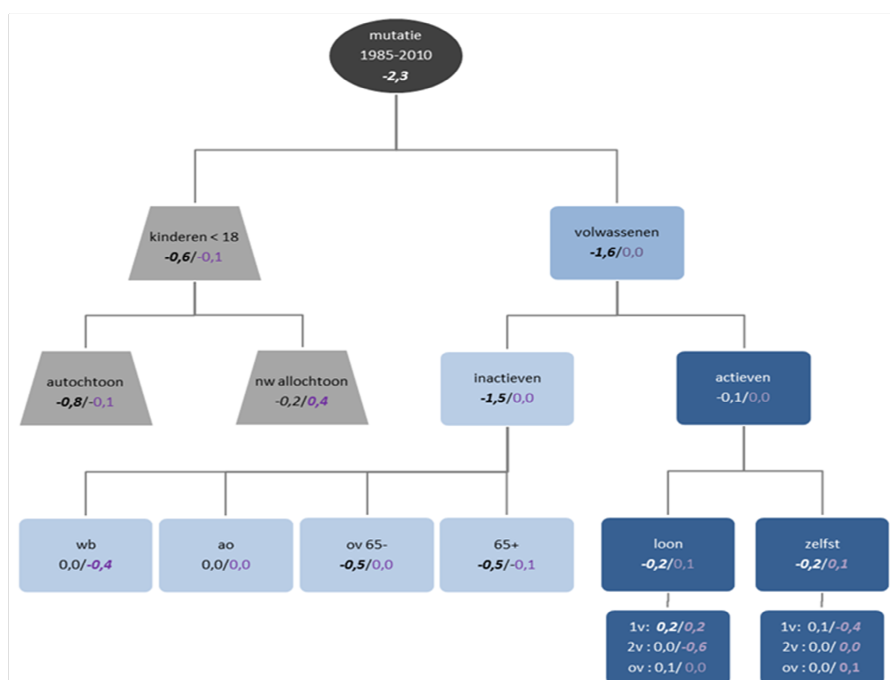 mutatie
1985-2010
-2,3
kinderen < 18
-0,6/-0,1
volwassenen
-1,6/0,0
autochtoon
-0,8/-0,1
nw allochtoon
-0,2/0,4
inactieven
-1,5/0,0
actieven
-0,1/0,0
wb
0,0/-0,4
ao
0,0/0,0
ov 65-
-0,5/0,0
65+
-0,5/-0,1
loon
-0,2/0,1
zelfst
-0,2/0,1
1v: 0,2/0,2
2v : 0,0/-0,6
ov : 0,1/ 0,0
1v: 0,1/-0,4
2v : 0,0/ 0,0
ov : 0,0/ 0,1